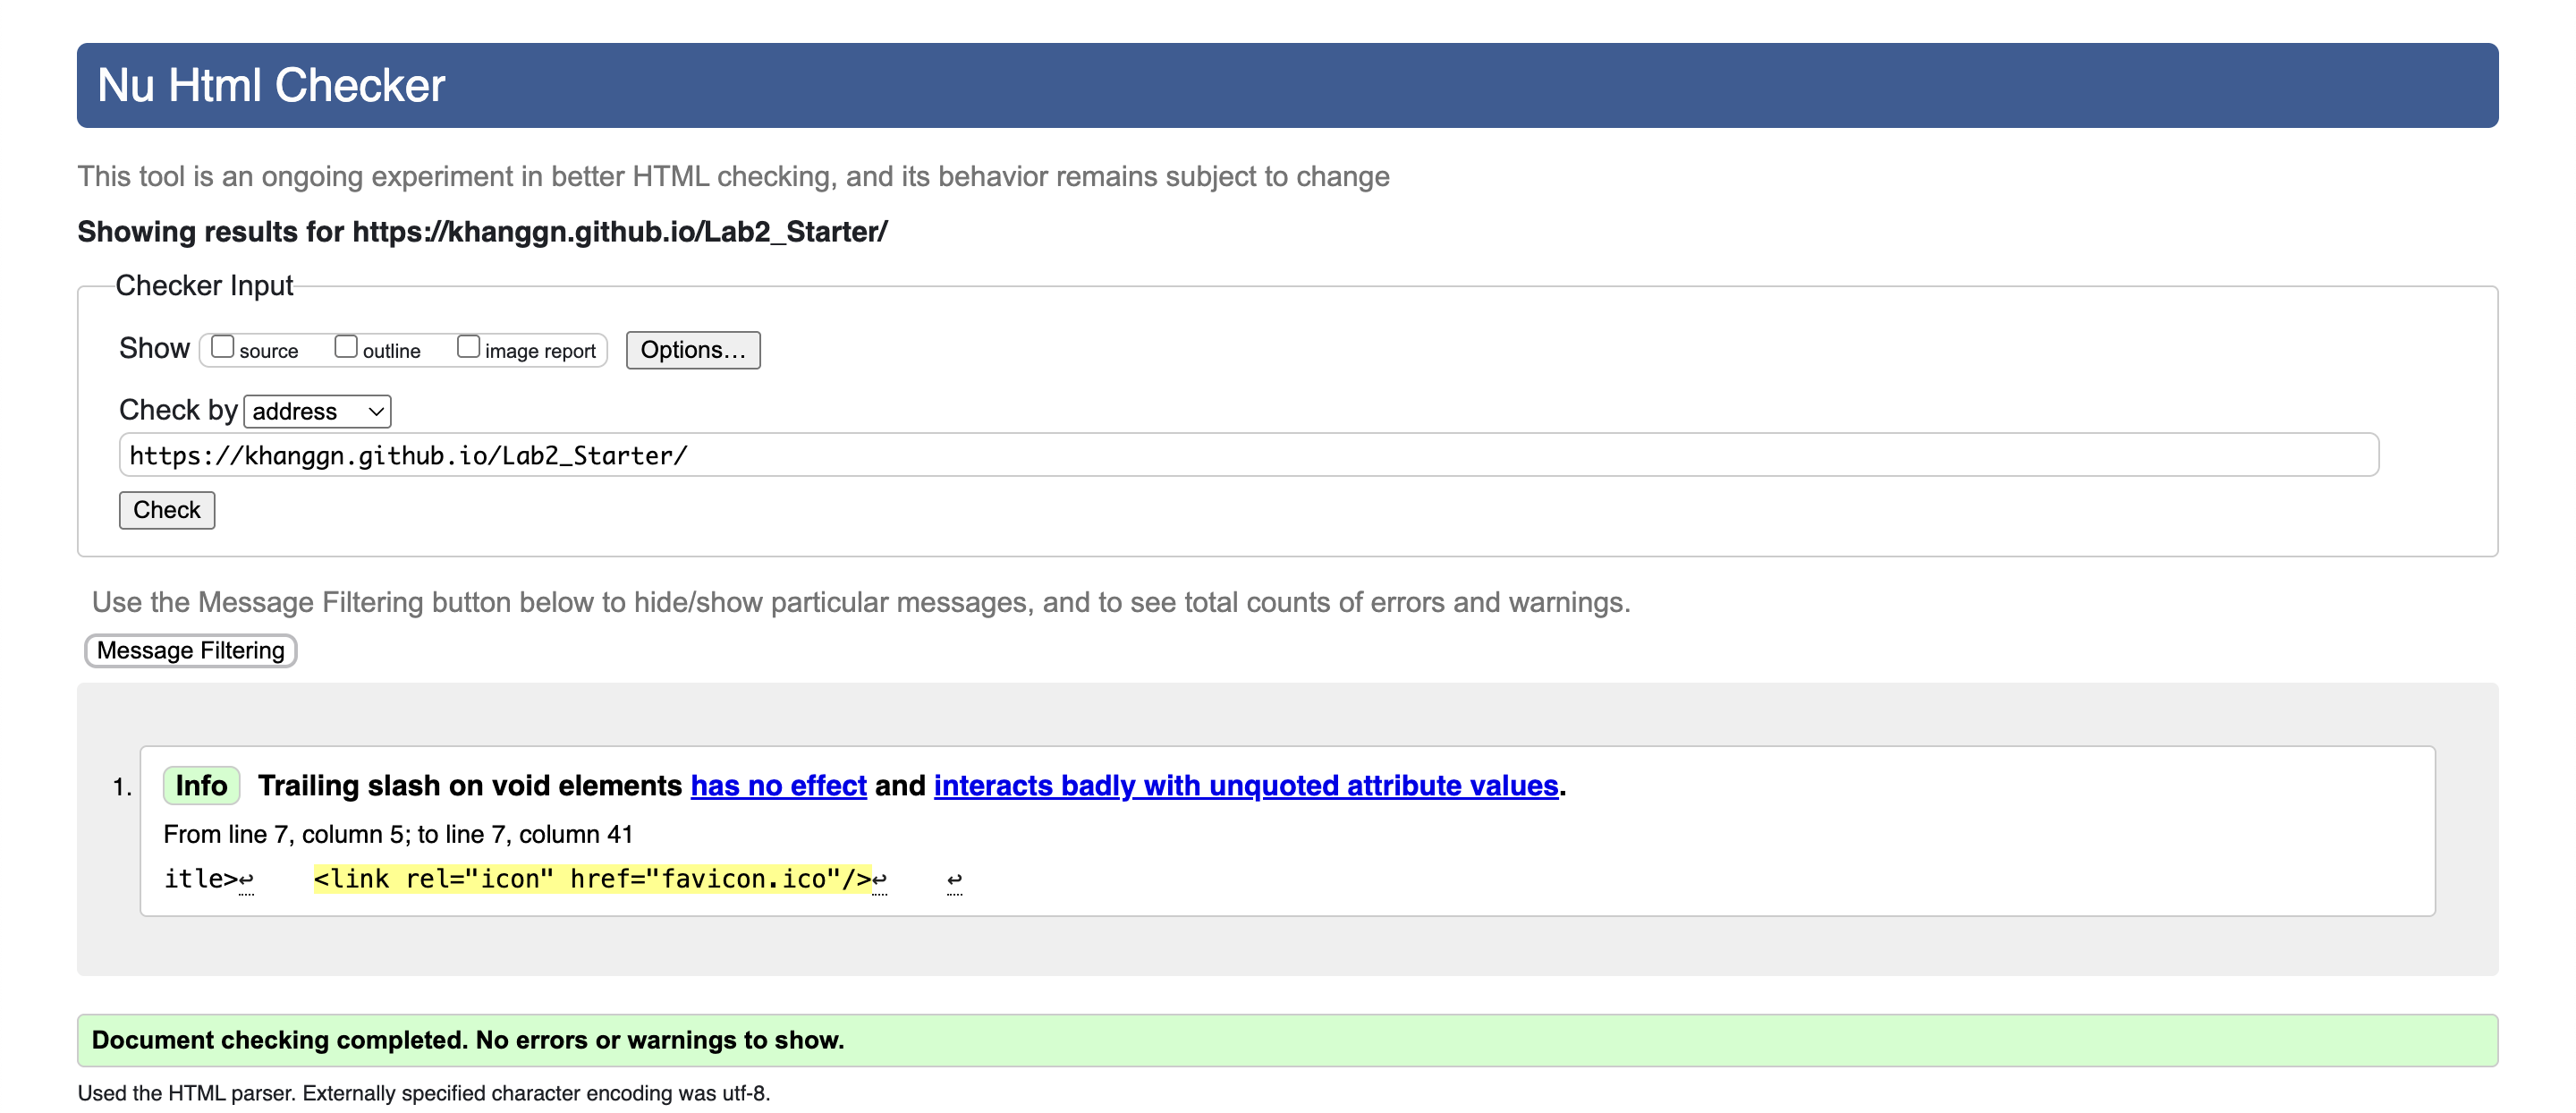 Nu Html Checker
This tool is an ongoing experiment in better HTML checking, and its behavior remains subject to change
Showing results for https://khanggn.github.io/Lab2_Starter/
Checker Input
Show source outline image report Options...
Check by address
https://khanggn.github.io/Lab2_Starter/
Check
Use the Message Filtering button below to hide/show particular messages, and to see total counts of errors and warnings.
Message Filtering
1. Info Trailing slash on void elements has no effect and interacts badly with unquoted attribute values.
From line 7, column 5; to line 7, column 41
itle>↩ <link rel="icon" href="favicon.ico"/>↩ ↩
Document checking completed. No errors or warnings to show.
Used the HTML parser. Externally specified character encoding was utf-8.